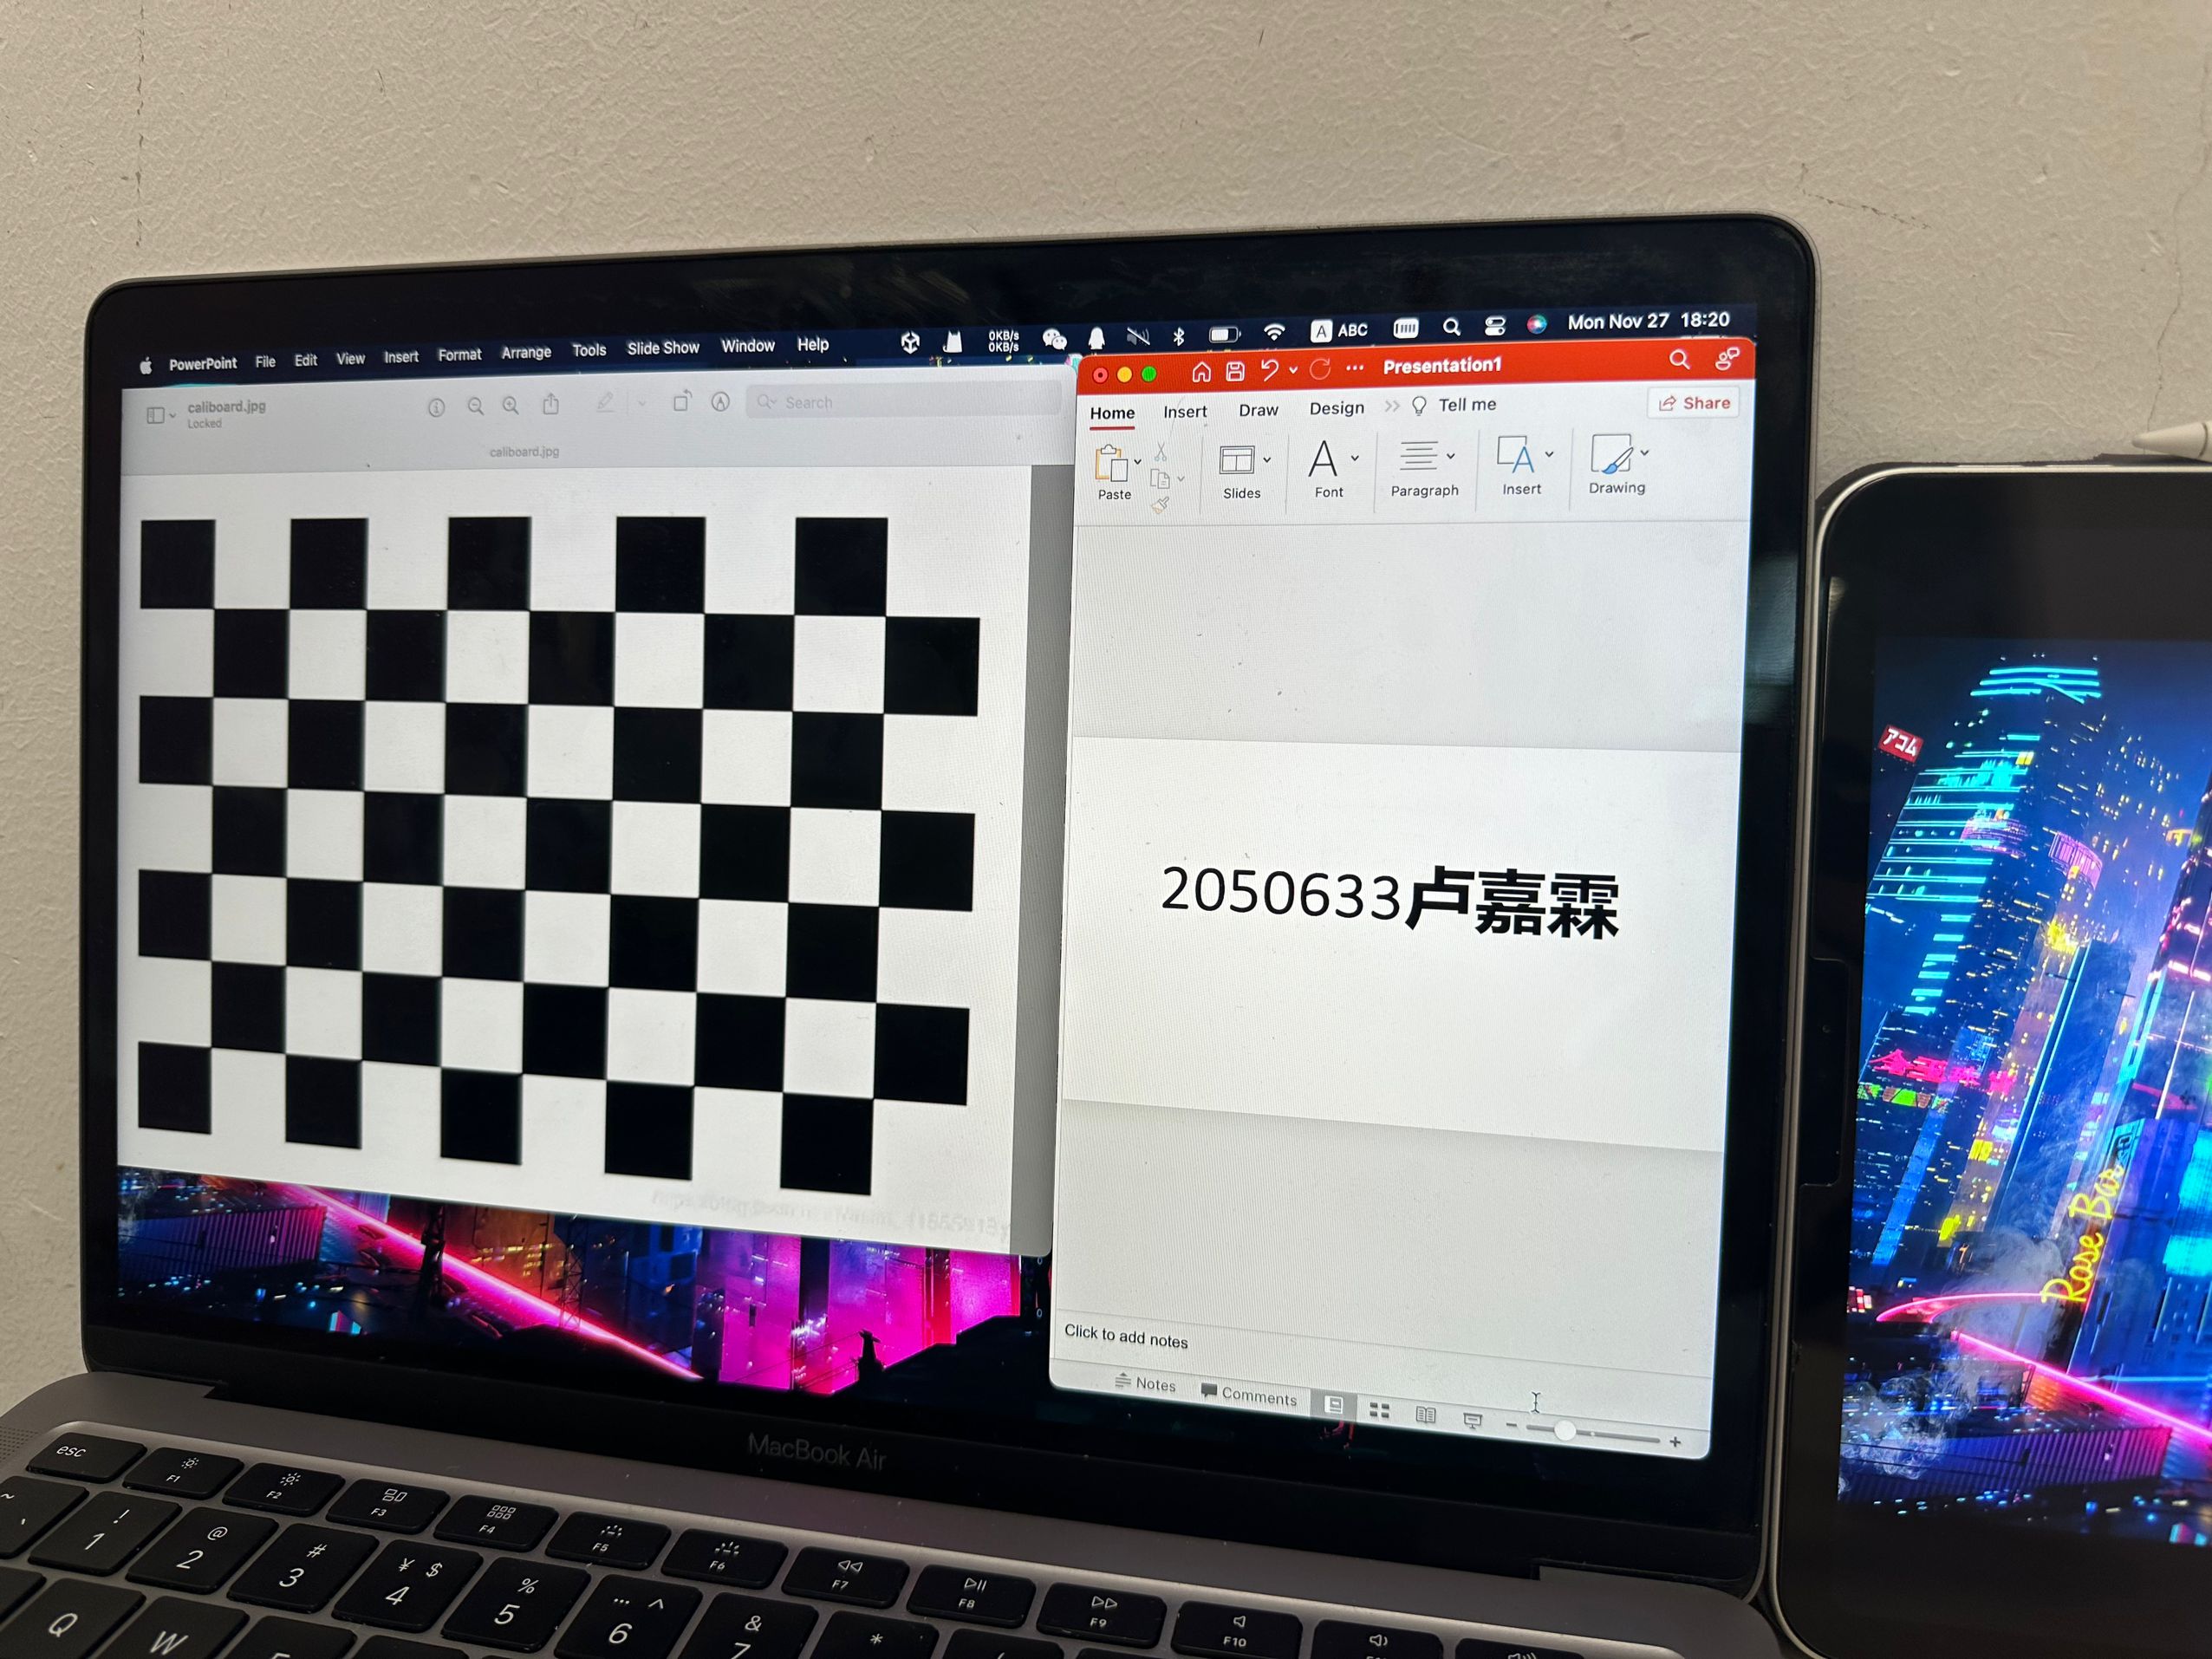 PowerPoint File Edit View Insert Format Arrange Tools Slide Show Window Help
0KB/s
0KB/s
A ABC
Mon Nov 27 18:20
caliboard.jpg
Locked
Search
caliboard.jpg
Presentation1
Home Insert Draw Design Tell me
Share
Paste Slides Font Paragraph Insert Drawing
2050633卢嘉霖
Click to add notes
Notes Comments
アコム
Rose Bar
MacBook Air
esc F1 F2 F3 F4 F5 F6 F7 F8 F9 F10
~ ! @ # ¥ $ % … ^ & *
1 2 3 4 5 6 7
Q W